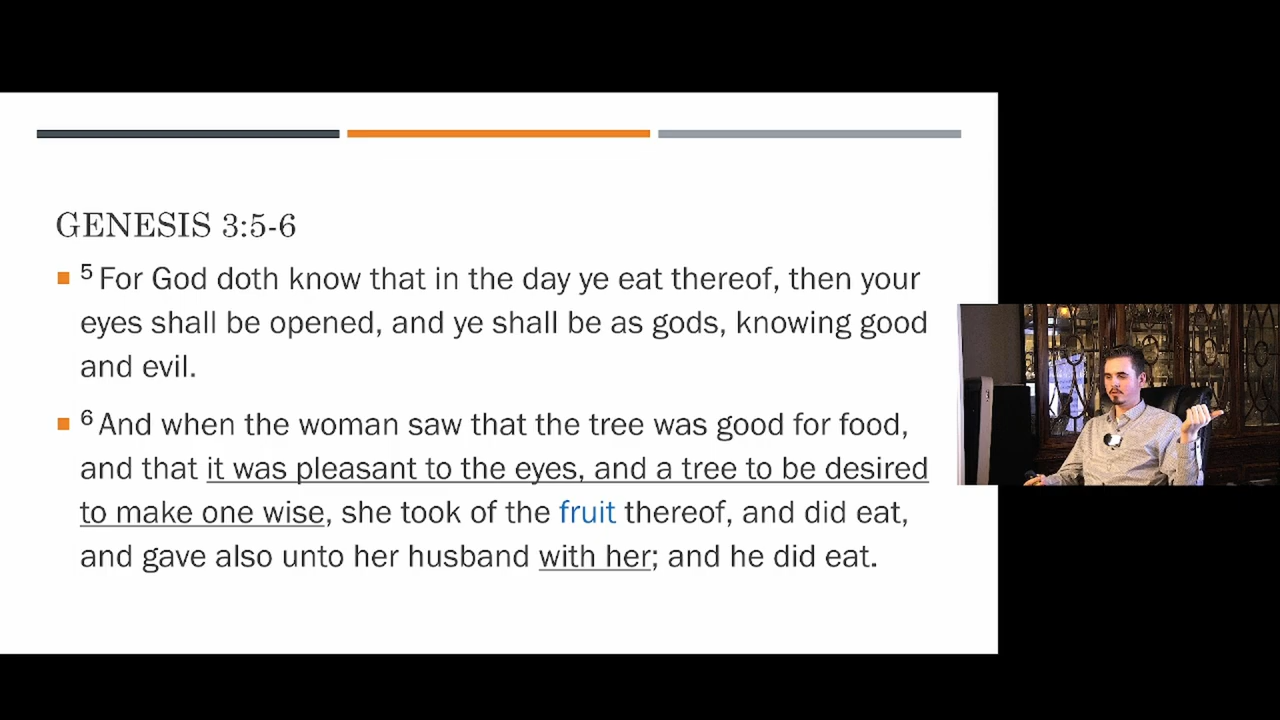 GENESIS 3:5-6
5 For God doth know that in the day ye eat thereof, then your
eyes shall be opened, and ye shall be as gods, knowing good
and evil.
6 And when the woman saw that the tree was good for food,
and that it was pleasant to the eyes, and a tree to be desired
to make one wise, she took of the fruit thereof, and did eat,
and gave also unto her husband with her; and he did eat.